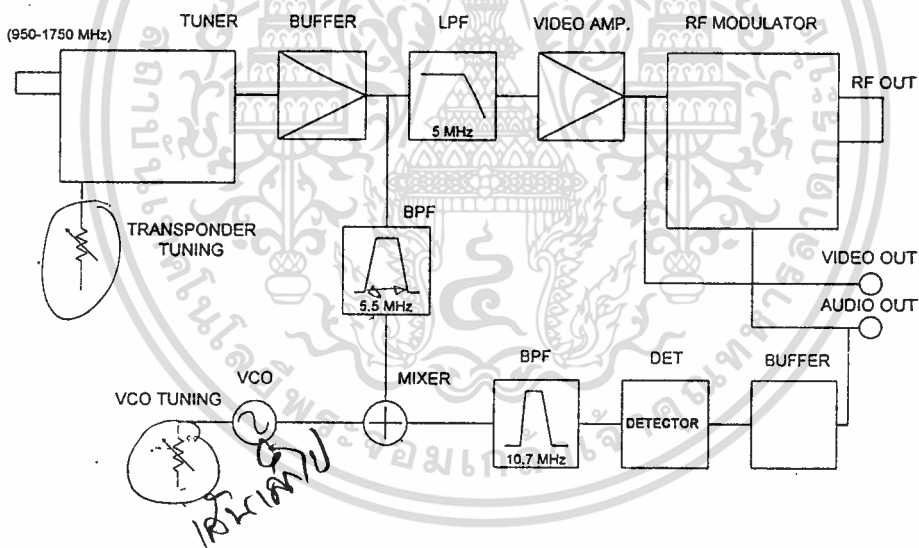 TUNER
BUFFER
LPF
VIDEO AMP.
RF MODULATOR
(950-1750 MHz)
RF OUT
5 MHz
TRANSPONDER
TUNING
BPF
5.5 MHz
VIDEO OUT
AUDIO OUT
VCO TUNING
VCO
MIXER
BPF
DET
BUFFER
DETECTOR
10.7 MHz